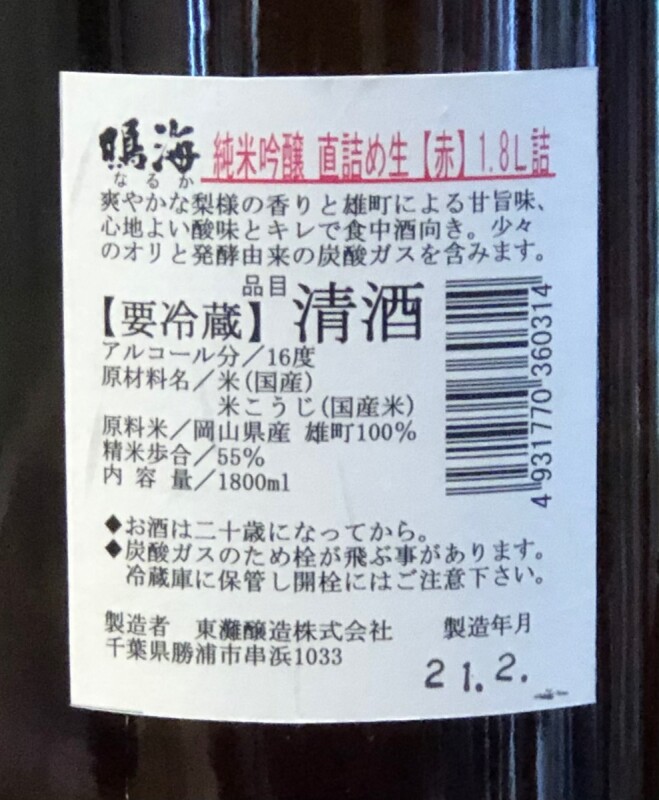 鳴海 純米吟醸 直詰め生【赤】1.8L詰
なるか
爽やかな梨様の香りと雄町による甘旨味、
心地よい酸味とキレで食中酒向き。少々
のオリと発酵由来の炭酸ガスを含みます。
品目
【要冷蔵】清酒
アルコール分／16度
原材料名／米(国産)
米こうじ(国産米)
原料米／岡山県産 雄町100%
精米歩合／55%
内容量／1800ml
4 931770 360314
◆お酒は二十歳になってから。
◆炭酸ガスのため栓が飛ぶ事があります。
冷蔵庫に保管し開栓にはご注意下さい。
製造者 東灘醸造株式会社 製造年月
千葉県勝浦市串浜1033
21.2.